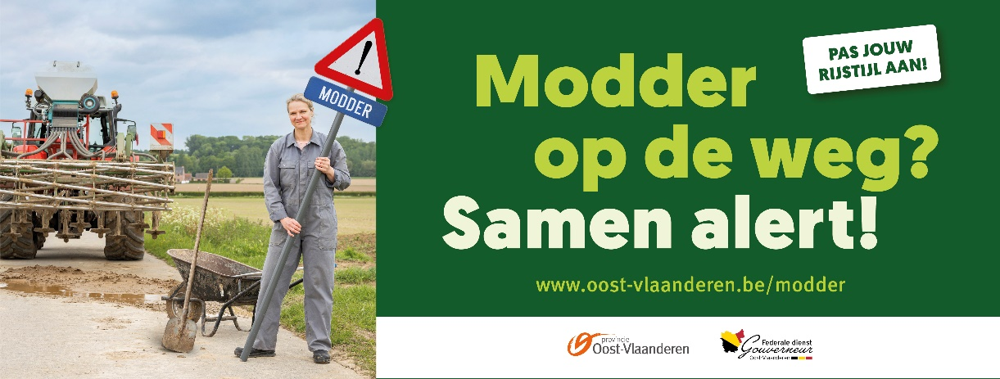 MODDER
PAS JOUW
RIJSTIJL AAN!
Modder
op de weg?
Samen alert!
www.oost-vlaanderen.be/modder
provincie
Oost-Vlaanderen
Federale dienst
Gouverneur
Oost-Vlaanderen